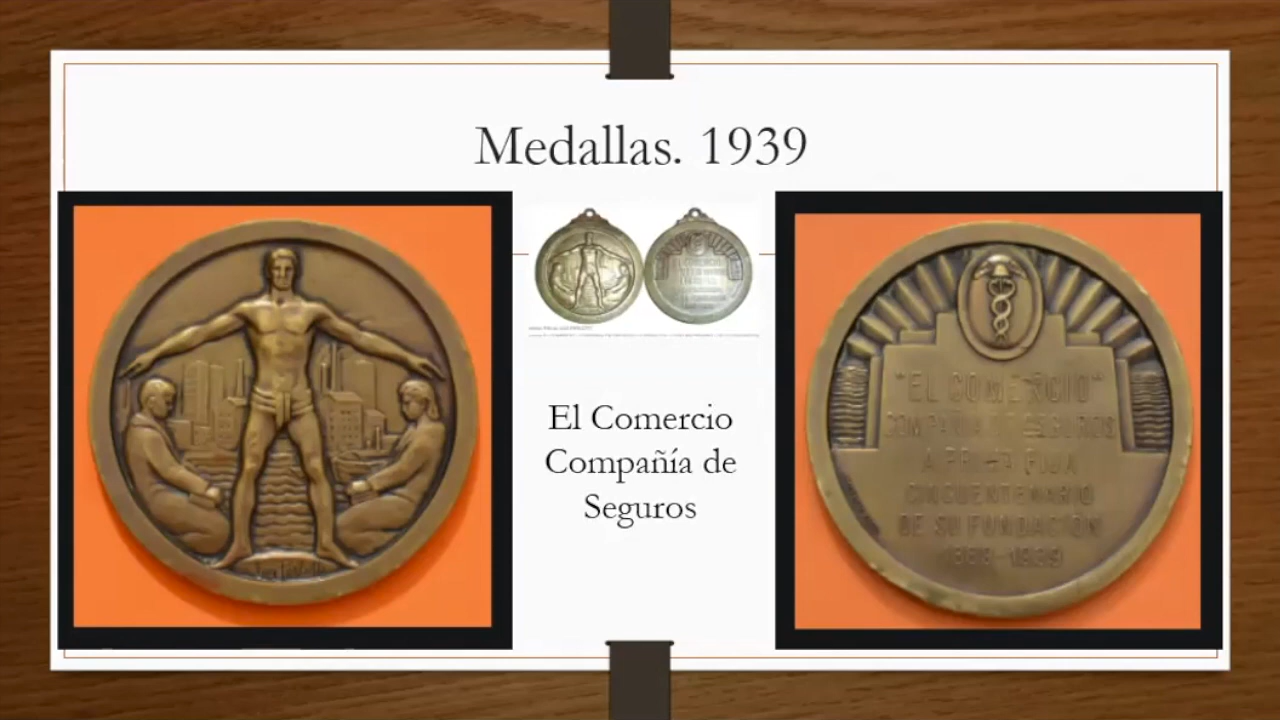 Medallas. 1939
El Comercio
Compañía de
Seguros
"EL COMERCIO"
COMPAÑIA DE SEGUROS
A PRIMA FIJA
CINCUENTENARIO
DE SU FUNDACIÓN
1889-1939